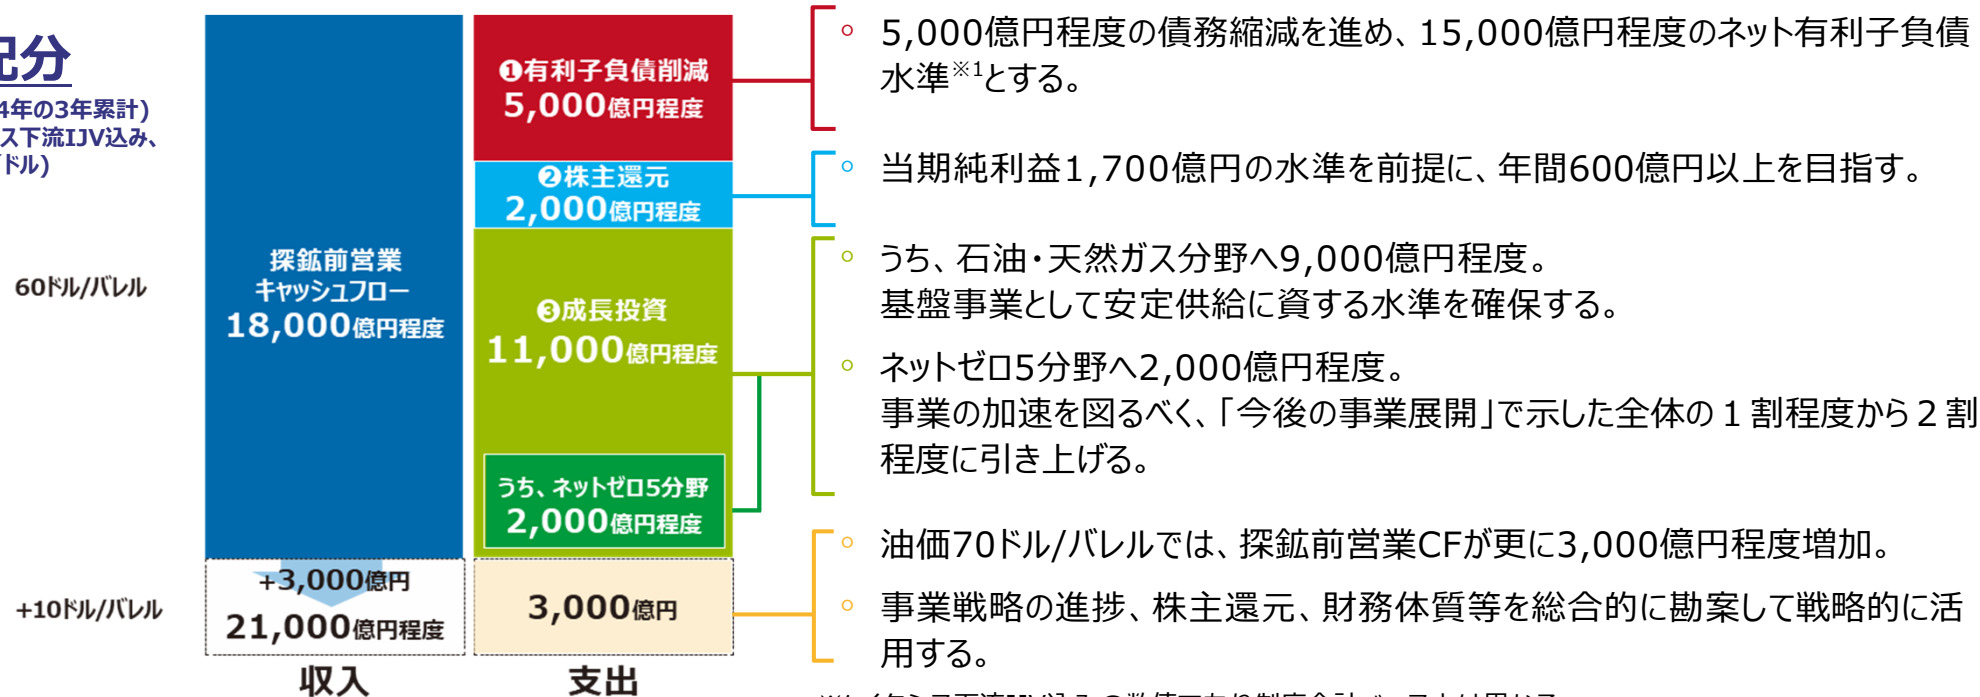 配分
4年の3年累計)
ス下流IJV込み、
ドル)
60ドル/バレル
+10ドル/バレル
探鉱前営業
キャッシュフロー
18,000億円程度
+3,000億円
21,000億円程度
収入
❶有利子負債削減
5,000億円程度
❷株主還元
2,000億円程度
❸成長投資
11,000億円程度
うち、ネットゼロ5分野
2,000億円程度
3,000億円
支出
○ 5,000億円程度の債務縮減を進め、15,000億円程度のネット有利子負債
水準※1とする。
○ 当期純利益1,700億円の水準を前提に、年間600億円以上を目指す。
○ うち、石油・天然ガス分野へ9,000億円程度。
基盤事業として安定供給に資する水準を確保する。
○ ネットゼロ5分野へ2,000億円程度。
事業の加速を図るべく、「今後の事業展開」で示した全体の１割程度から２割
程度に引き上げる。
○ 油価70ドル/バレルでは、探鉱前営業CFが更に3,000億円程度増加。
○ 事業戦略の進捗、株主還元、財務体質等を総合的に勘案して戦略的に活
用する。